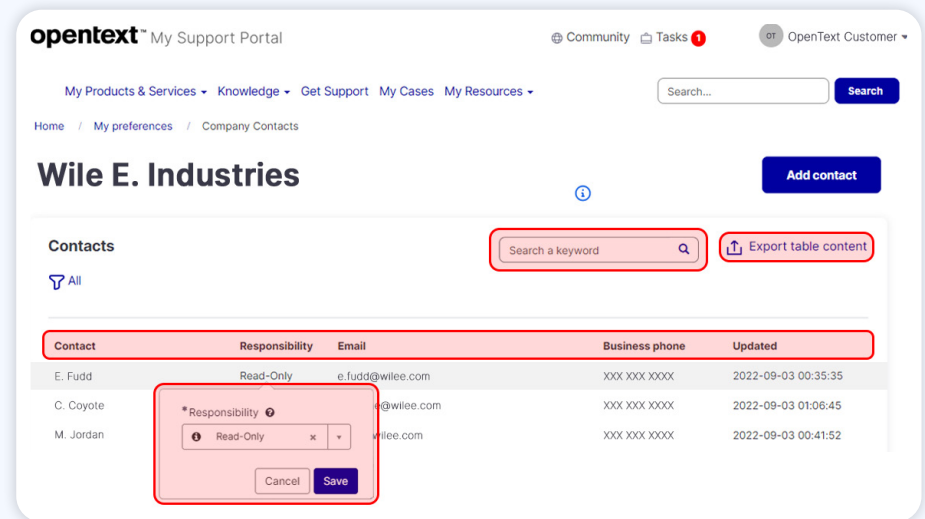 opentext™ My Support Portal
Community Tasks 1 OT OpenText Customer
My Products & Services Knowledge Get Support My Cases My Resources Search... Search
Home / My preferences / Company Contacts
Wile E. Industries
Add contact
Contacts
Search a keyword
Export table content
All
Contact Responsibility Email Business phone Updated
E. Fudd Read-Only e.fudd@wilee.com XXX XXX XXXX 2022-09-03 00:35:35
C. Coyote e@wilee.com XXX XXX XXXX 2022-09-03 01:06:45
M. Jordan wilee.com XXX XXX XXXX 2022-09-03 00:41:52
*Responsibility
Read-Only ×
Cancel Save